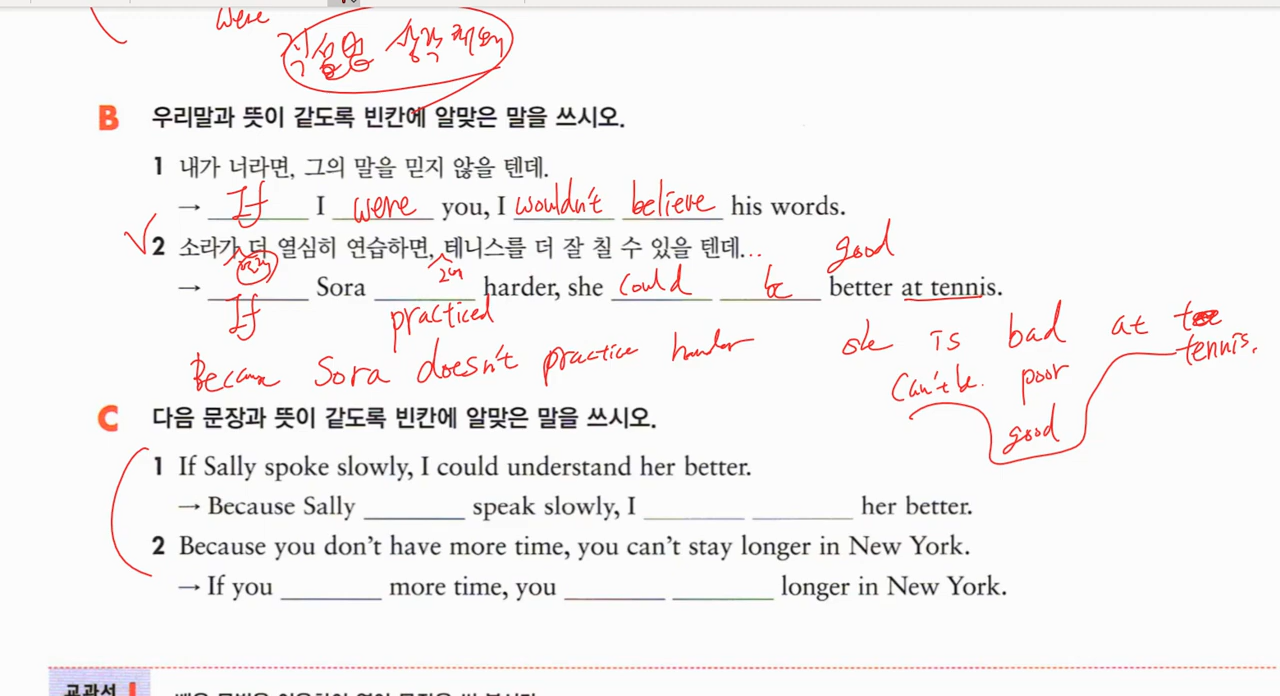 were
직설법
B 우리말과 뜻이 같도록 빈칸에 알맞은 말을 쓰시오.
1 내가 너라면, 그의 말을 믿지 않을 텐데.
→ If I were you, I wouldn't believe his words.
2 소라가 더 열심히 연습하면, 테니스를 더 잘 칠 수 있을 텐데...
good
→ If Sora practiced harder, she could be better at tennis.
Because Sora doesn't practice harder she is bad at tennis.
can't be poor
good
C 다음 문장과 뜻이 같도록 빈칸에 알맞은 말을 쓰시오.
1 If Sally spoke slowly, I could understand her better.
→ Because Sally ________ speak slowly, I ________ ________ her better.
2 Because you don't have more time, you can't stay longer in New York.
→ If you ________ more time, you ________ ________ longer in New York.